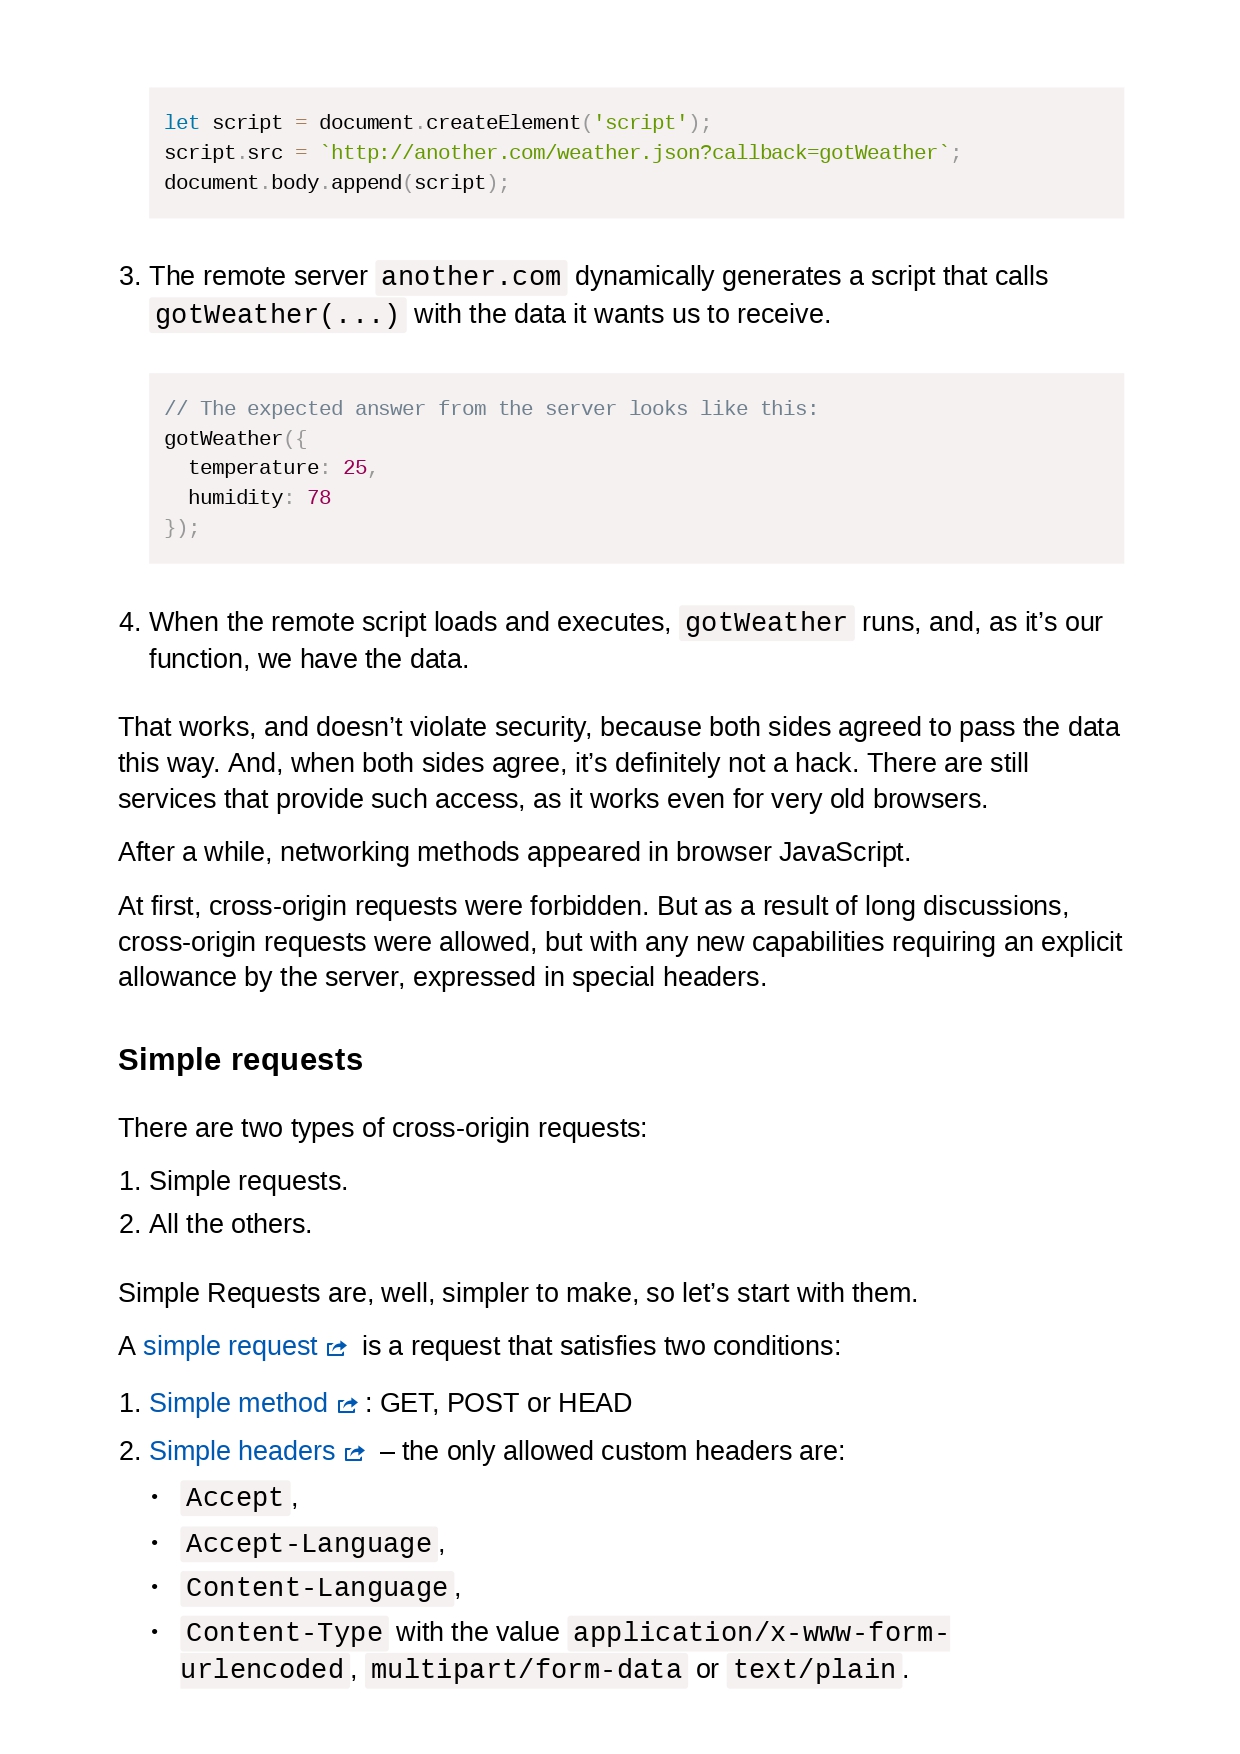 let script = document.createElement('script');
script.src = `http://another.com/weather.json?callback=gotWeather`;
document.body.append(script);
3. The remote server another.com dynamically generates a script that calls
gotWeather(...) with the data it wants us to receive.
// The expected answer from the server looks like this:
gotWeather({
  temperature: 25,
  humidity: 78
});
4. When the remote script loads and executes, gotWeather runs, and, as it’s our
function, we have the data.
That works, and doesn’t violate security, because both sides agreed to pass the data
this way. And, when both sides agree, it’s definitely not a hack. There are still
services that provide such access, as it works even for very old browsers.
After a while, networking methods appeared in browser JavaScript.
At first, cross-origin requests were forbidden. But as a result of long discussions,
cross-origin requests were allowed, but with any new capabilities requiring an explicit
allowance by the server, expressed in special headers.
Simple requests
There are two types of cross-origin requests:
1. Simple requests.
2. All the others.
Simple Requests are, well, simpler to make, so let’s start with them.
A simple request is a request that satisfies two conditions:
1. Simple method : GET, POST or HEAD
2. Simple headers – the only allowed custom headers are:
• Accept,
• Accept-Language,
• Content-Language,
• Content-Type with the value application/x-www-form-
urlencoded, multipart/form-data or text/plain.